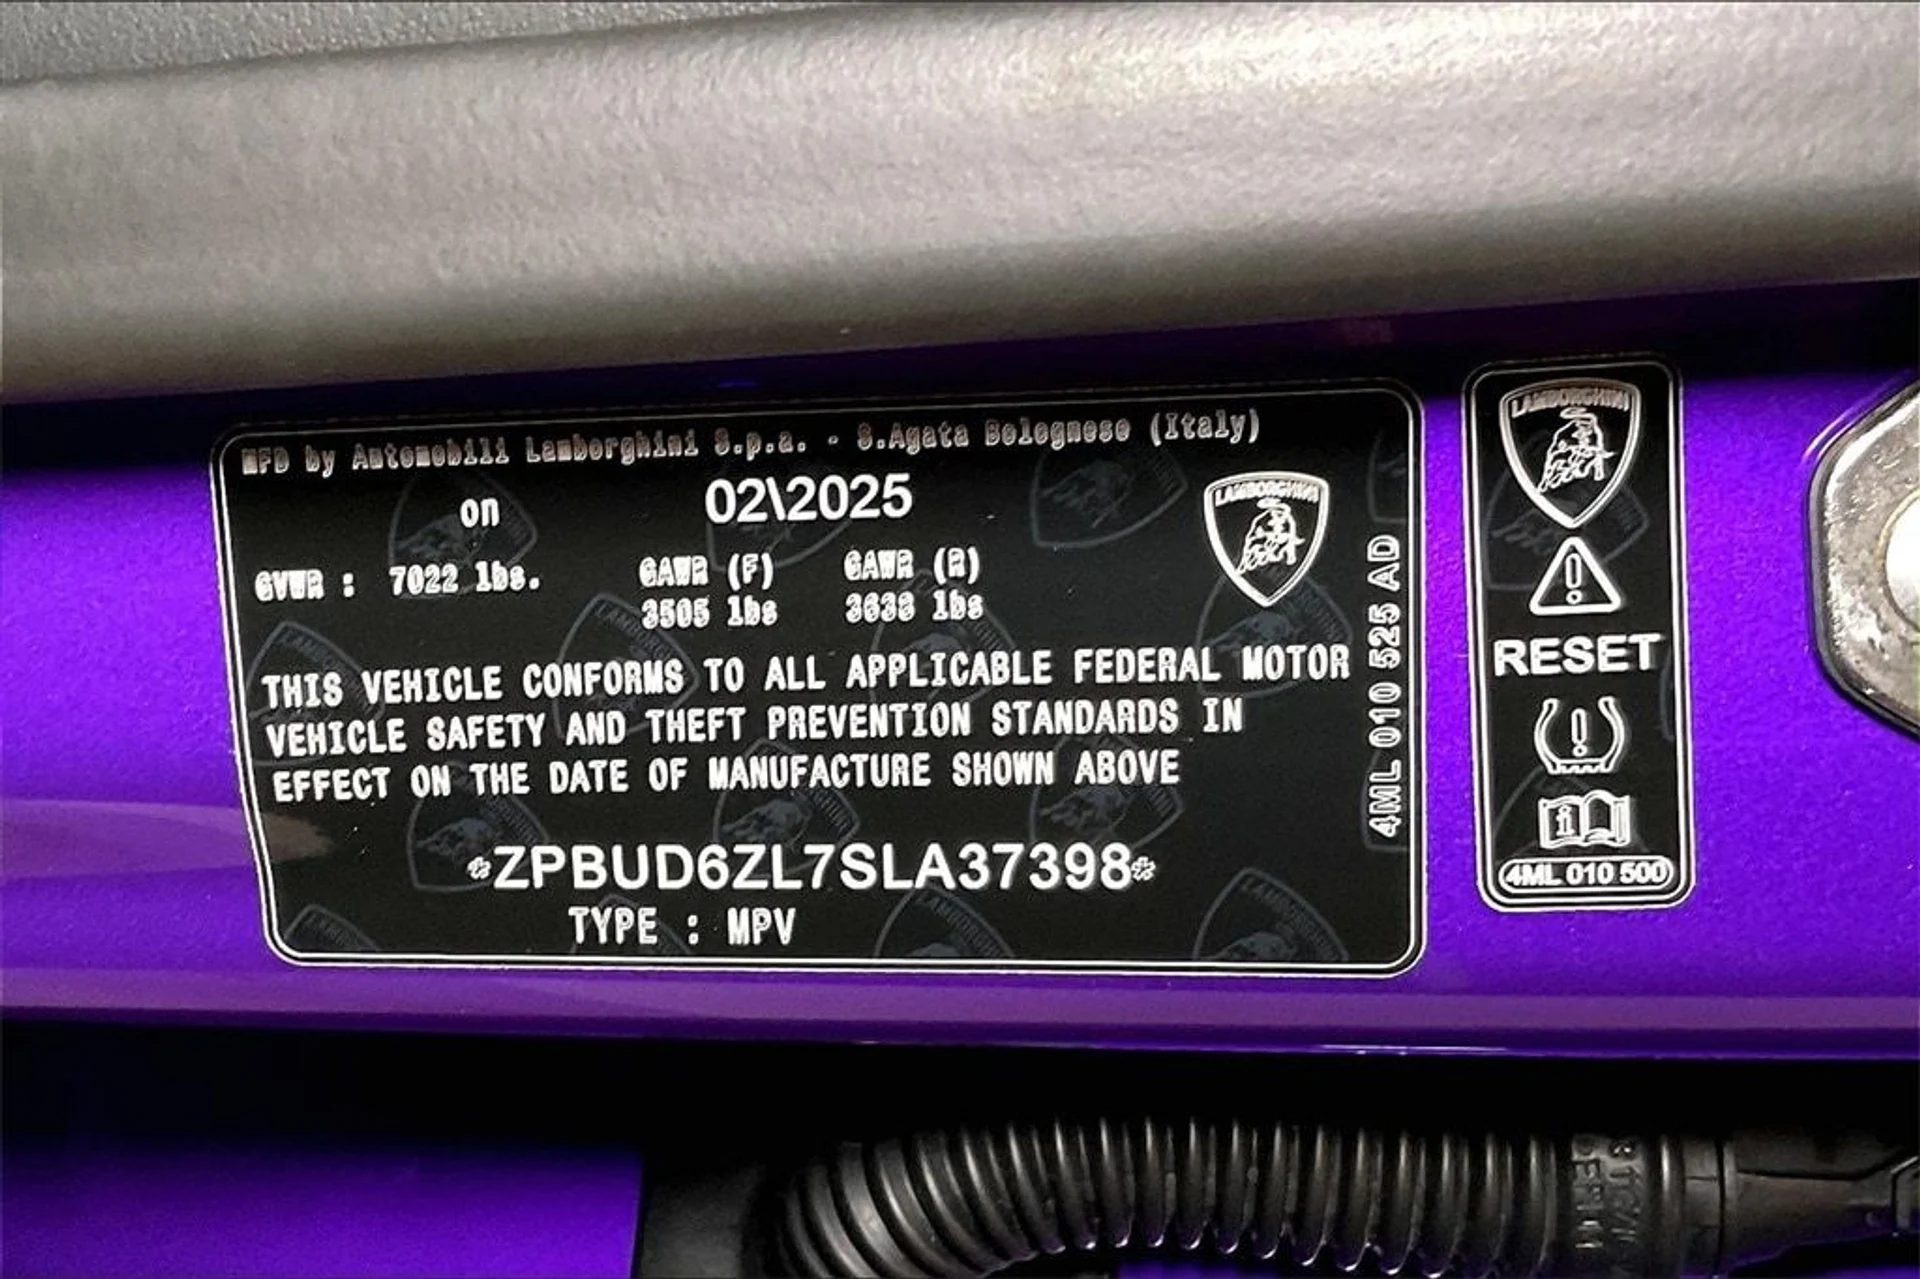 MFD by Automobili Lamborghini S.p.a. - S.Agata Bolognese (Italy)
on 02\2025
GVWR : 7022 lbs. GAWR (F) GAWR (R)
3505 lbs 3638 lbs
THIS VEHICLE CONFORMS TO ALL APPLICABLE FEDERAL MOTOR
VEHICLE SAFETY AND THEFT PREVENTION STANDARDS IN
EFFECT ON THE DATE OF MANUFACTURE SHOWN ABOVE
*ZPBUD6ZL7SLA37398*
TYPE : MPV
LAMBORGHINI
4ML 010 525 AD
LAMBORGHINI
RESET
4ML 010 500